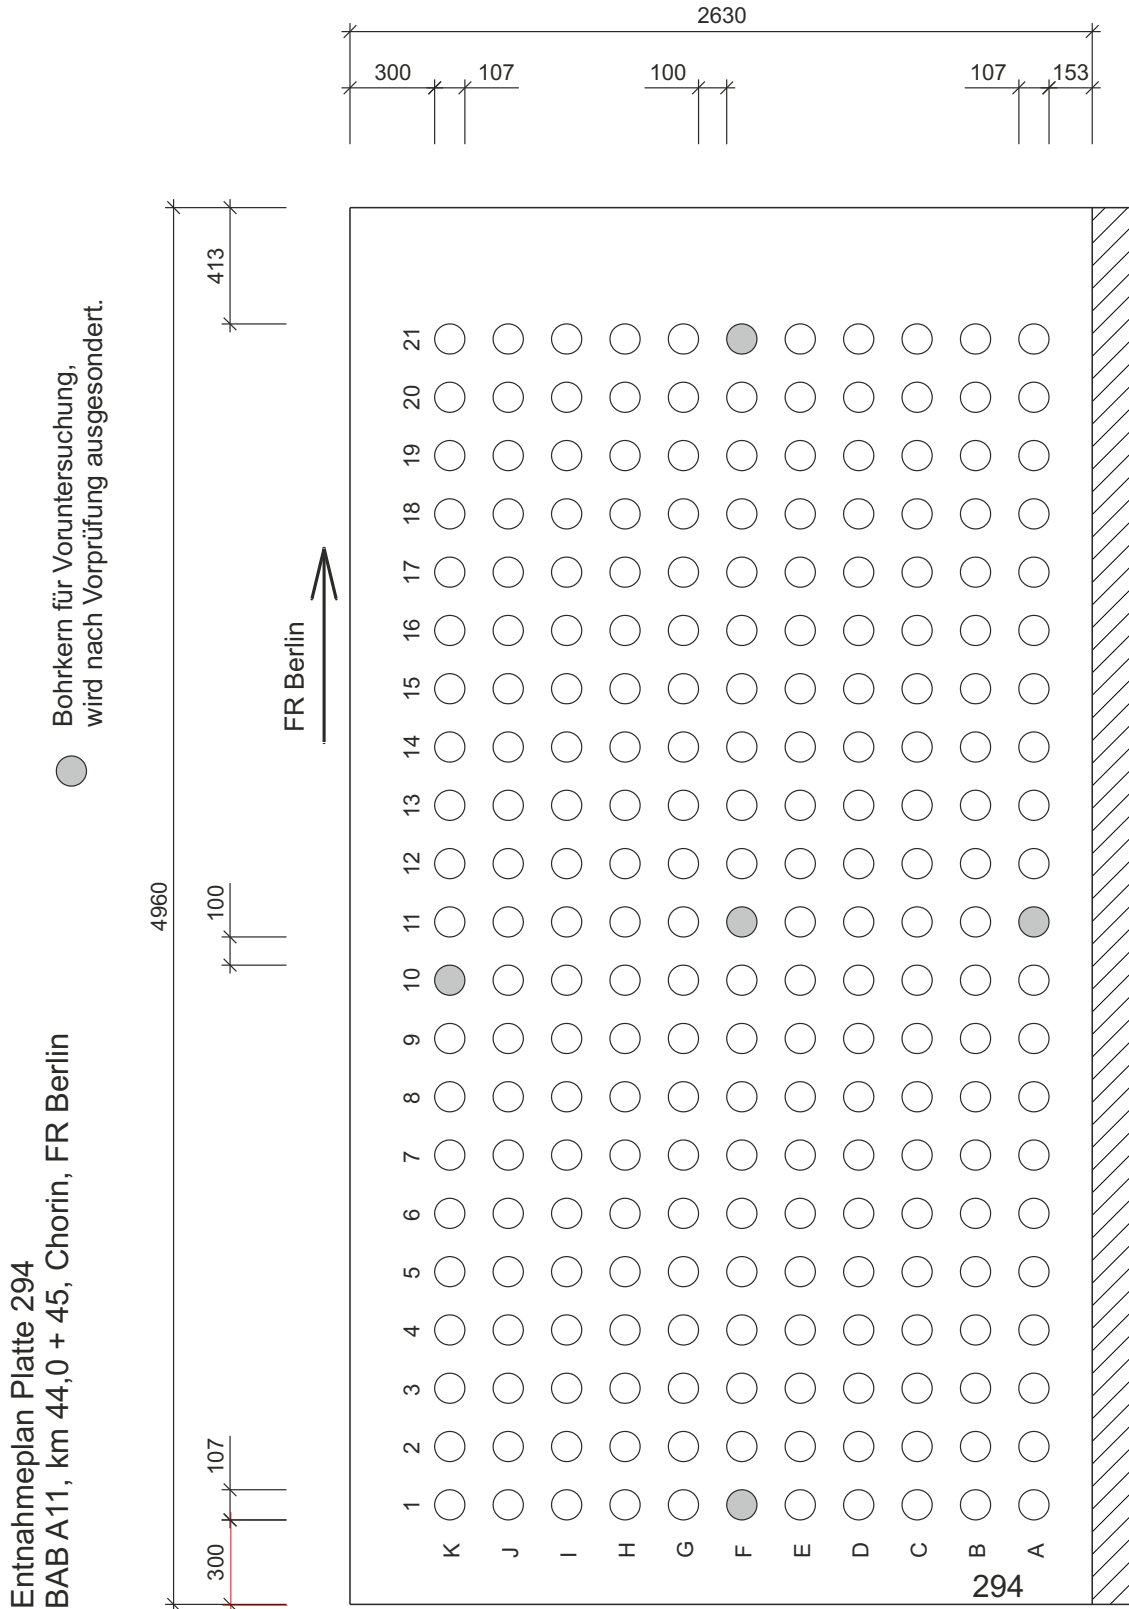 Entnahmeplan Platte 294
BAB A11, km 44,0 + 45, Chorin, FR Berlin
Bohrkern für Voruntersuchung,
wird nach Vorprüfung ausgesondert.
2630
300 107 100 107 153
4960
300 107 100 413
FR Berlin
1 2 3 4 5 6 7 8 9 10 11 12 13 14 15 16 17 18 19 20 21
K
J
I
H
G
F
E
D
C
B
A
294